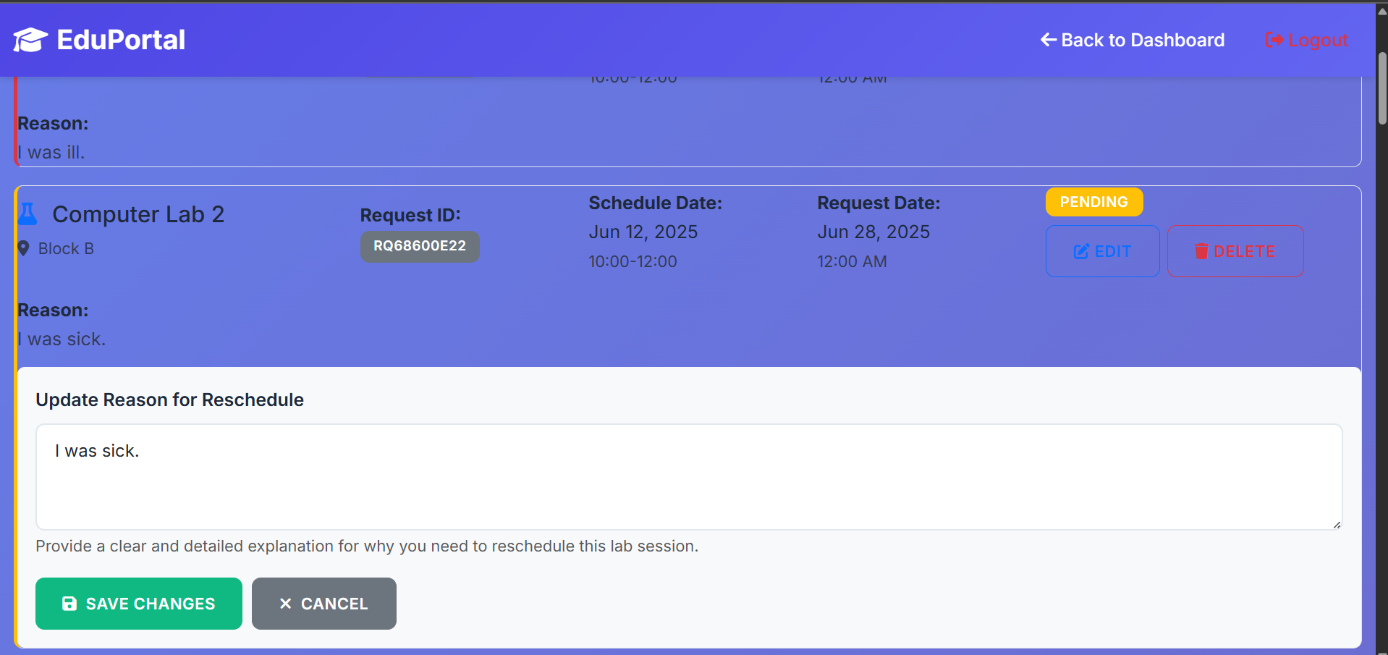 EduPortal
Back to Dashboard
Logout
10:00-12:00
12:00 AM
Reason:
I was ill.
Computer Lab 2
Block B
Request ID:
RQ68600E22
Schedule Date:
Jun 12, 2025
10:00-12:00
Request Date:
Jun 28, 2025
12:00 AM
PENDING
EDIT
DELETE
Reason:
I was sick.
Update Reason for Reschedule
I was sick.
Provide a clear and detailed explanation for why you need to reschedule this lab session.
SAVE CHANGES
CANCEL